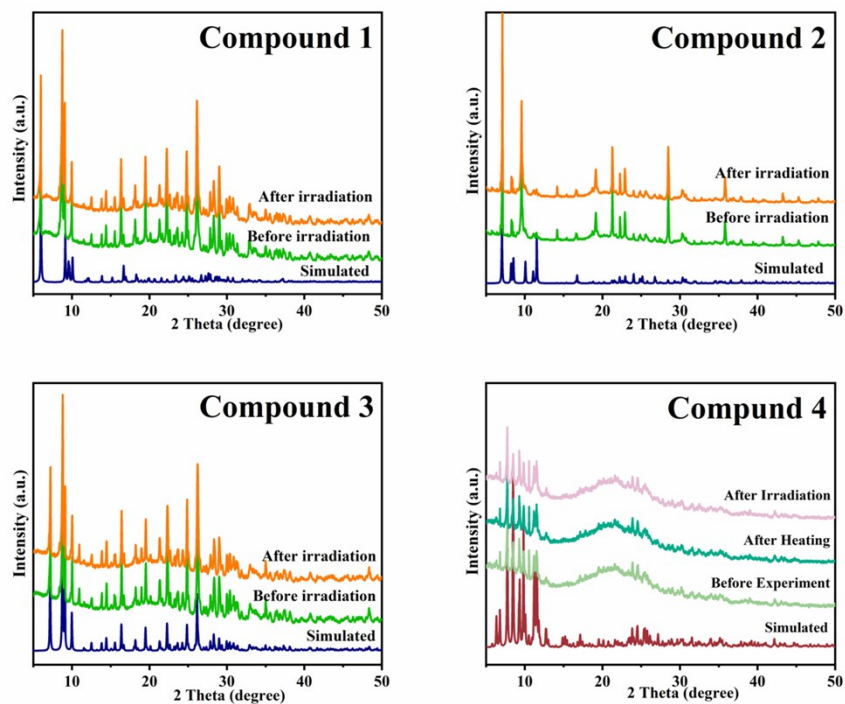 Compound 1
Intensity (a.u.)
After irradiation
Before irradiation
Simulated
10 20 30 40 50
2 Theta (degree)
Compound 2
Intensity (a.u.)
After irradiation
Before irradiation
Simulated
10 20 30 40 50
2 Theta (degree)
Compound 3
Intensity (a.u.)
After irradiation
Before irradiation
Simulated
10 20 30 40 50
2 Theta (degree)
Compund 4
Intensity (a.u.)
After Irradiation
After Heating
Before Experiment
Simulated
10 20 30 40 50
2 Theta (degree)